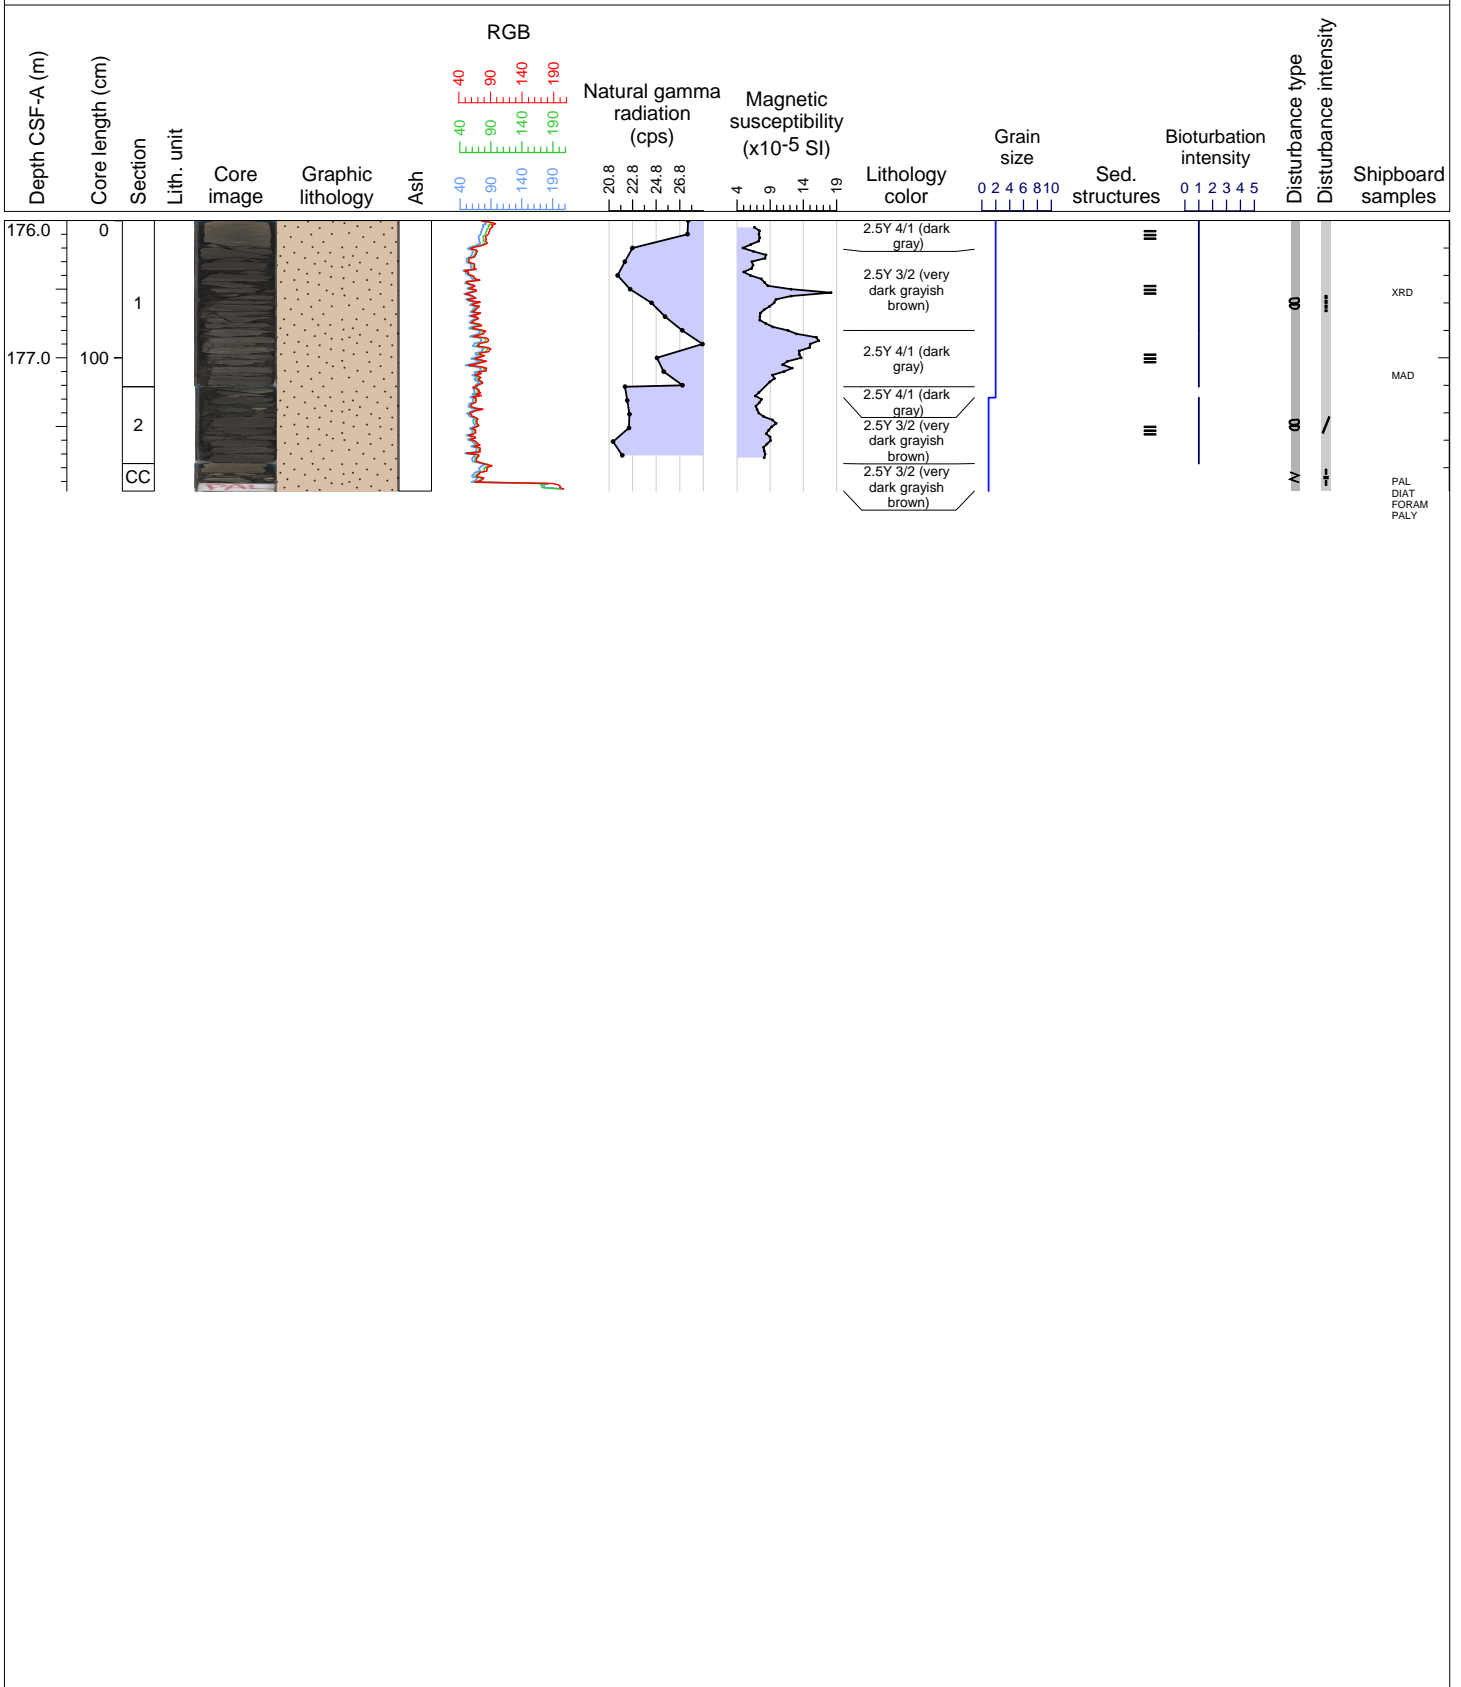 RGB
Depth CSF-A (m)
Core length (cm)
Section
Lith. unit
Core
image
Graphic
lithology
Ash
40 90 140 190
40 90 140 190
40 90 140 190
Natural gamma
radiation
(cps)
20.8 22.8 24.8 26.8
Magnetic
susceptibility
(x10-5 SI)
4 9 14 19
Lithology
color
Grain
size
0 2 4 6 8 10
Sed.
structures
Bioturbation
intensity
0 1 2 3 4 5
Disturbance type
Disturbance intensity
Shipboard
samples
176.0
0
177.0
100
1
2
CC
PAL
2.5Y 4/1 (dark
gray)
2.5Y 3/2 (very
dark grayish
brown)
2.5Y 4/1 (dark
gray)
2.5Y 4/1 (dark
gray)
2.5Y 3/2 (very
dark grayish
brown)
2.5Y 3/2 (very
dark grayish
brown)
XRD
MAD
PAL
DIAT
FORAM
PALY